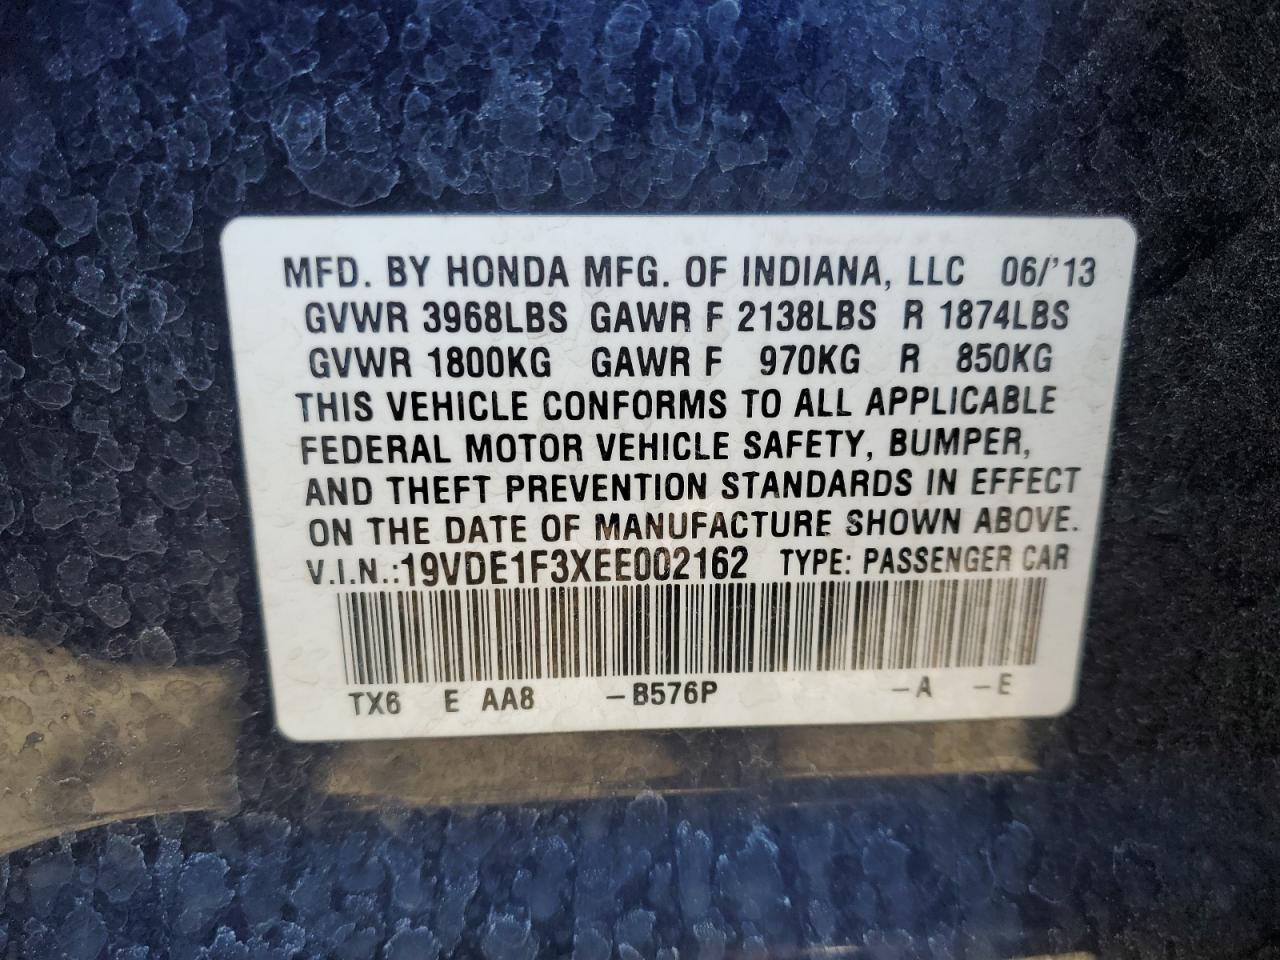 MFD. BY HONDA MFG. OF INDIANA, LLC 06/'13
GVWR 3968LBS GAWR F 2138LBS R 1874LBS
GVWR 1800KG GAWR F 970KG R 850KG
THIS VEHICLE CONFORMS TO ALL APPLICABLE
FEDERAL MOTOR VEHICLE SAFETY, BUMPER,
AND THEFT PREVENTION STANDARDS IN EFFECT
ON THE DATE OF MANUFACTURE SHOWN ABOVE.
V.I.N.:19VDE1F3XEE002162 TYPE: PASSENGER CAR
TX6 E AA8 -B576P -A -E